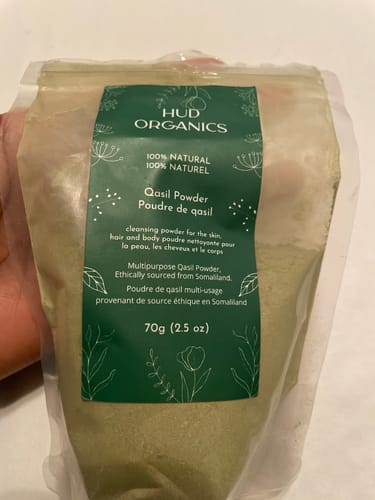 HUD
ORGANICS
100% NATURAL
100% NATUREL
Qasil Powder
Poudre de qasil
cleansing powder for the skin,
hair and body poudre nettoyante pour
la peau, les cheveux et le corps
Multipurpose Qasil Powder,
Ethically sourced from Somaliland.
Poudre de qasil multi-usage
provenant de source éthique en Somaliland
70g (2.5 oz)